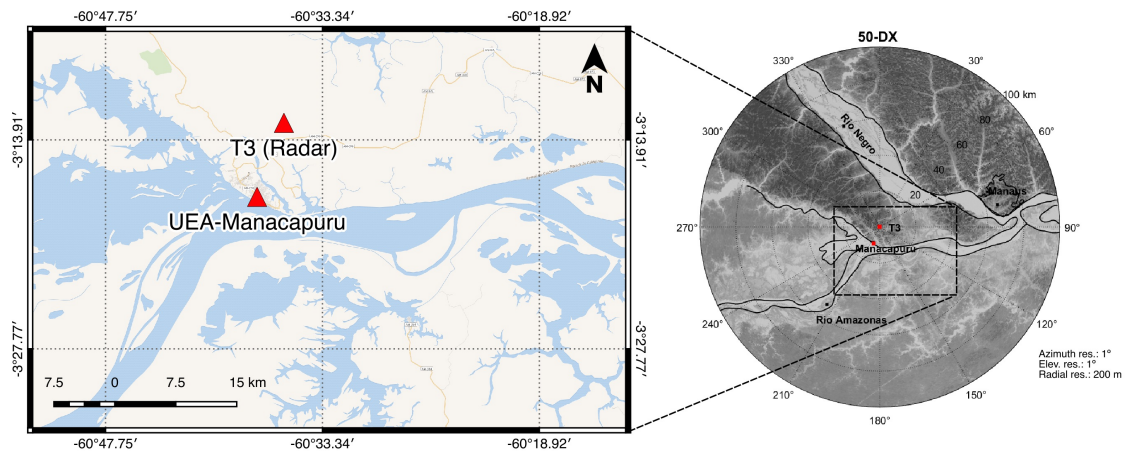 -60°47.75′ -60°33.34′ -60°18.92′
-3°13.91′ -3°13.91′
-3°27.77′ -3°27.77′
N
T3 (Radar)
UEA-Manacapuru
7.5 0 7.5 15 km
-60°47.75′ -60°33.34′ -60°18.92′
50-DX
330° 30°
100 km
80
300° 60°
Rio Negro
60
40
Manaus
20
270° T3 90°
Manacapuru
Rio Amazonas
240° 120°
210° 150°
180°
Azimuth res.: 1°
Elev. res.: 1°
Radial res.: 200 m